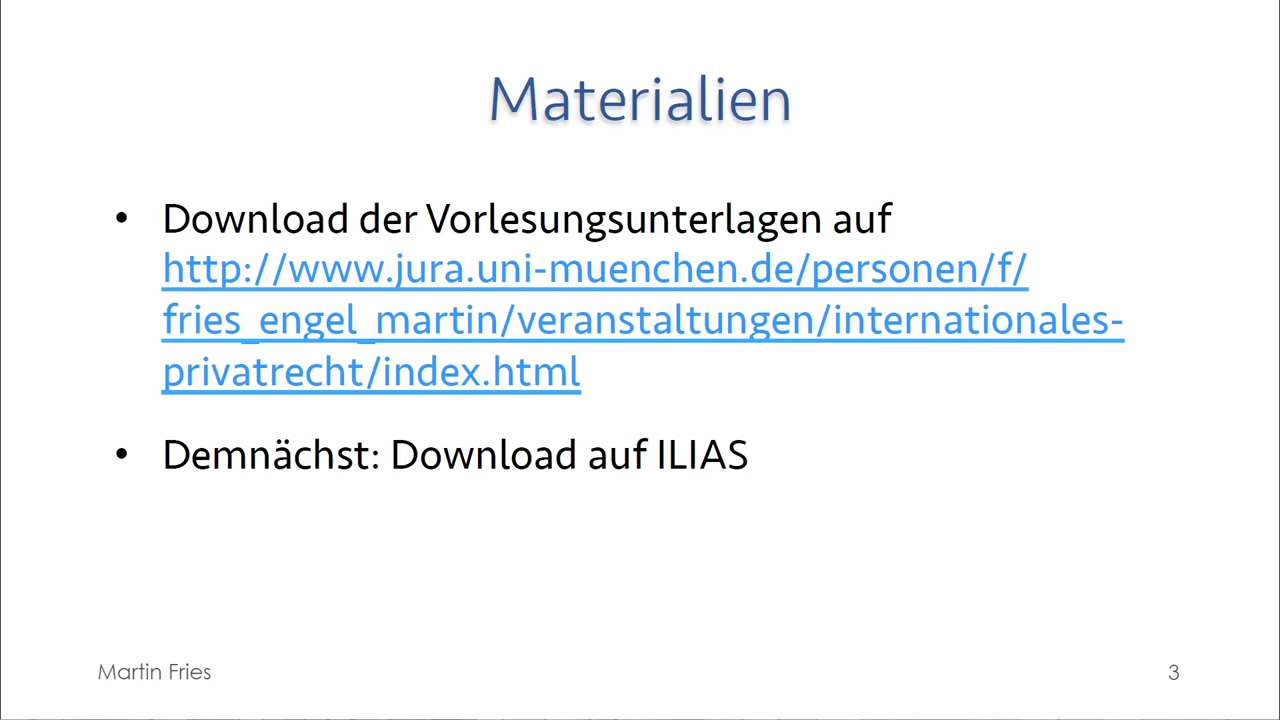 Materialien
• Download der Vorlesungsunterlagen auf
http://www.jura.uni-muenchen.de/personen/f/
fries_engel_martin/veranstaltungen/internationales-
privatrecht/index.html
• Demnächst: Download auf ILIAS
Martin Fries
3